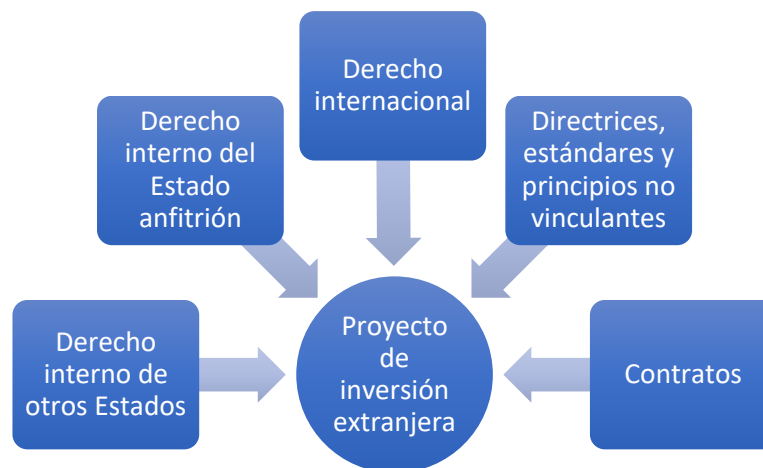 Derecho
internacional
Derecho
interno del
Estado
anfitrión
Directrices,
estándares y
principios no
vinculantes
Derecho
interno de
otros Estados
Proyecto
de
inversión
extranjera
Contratos